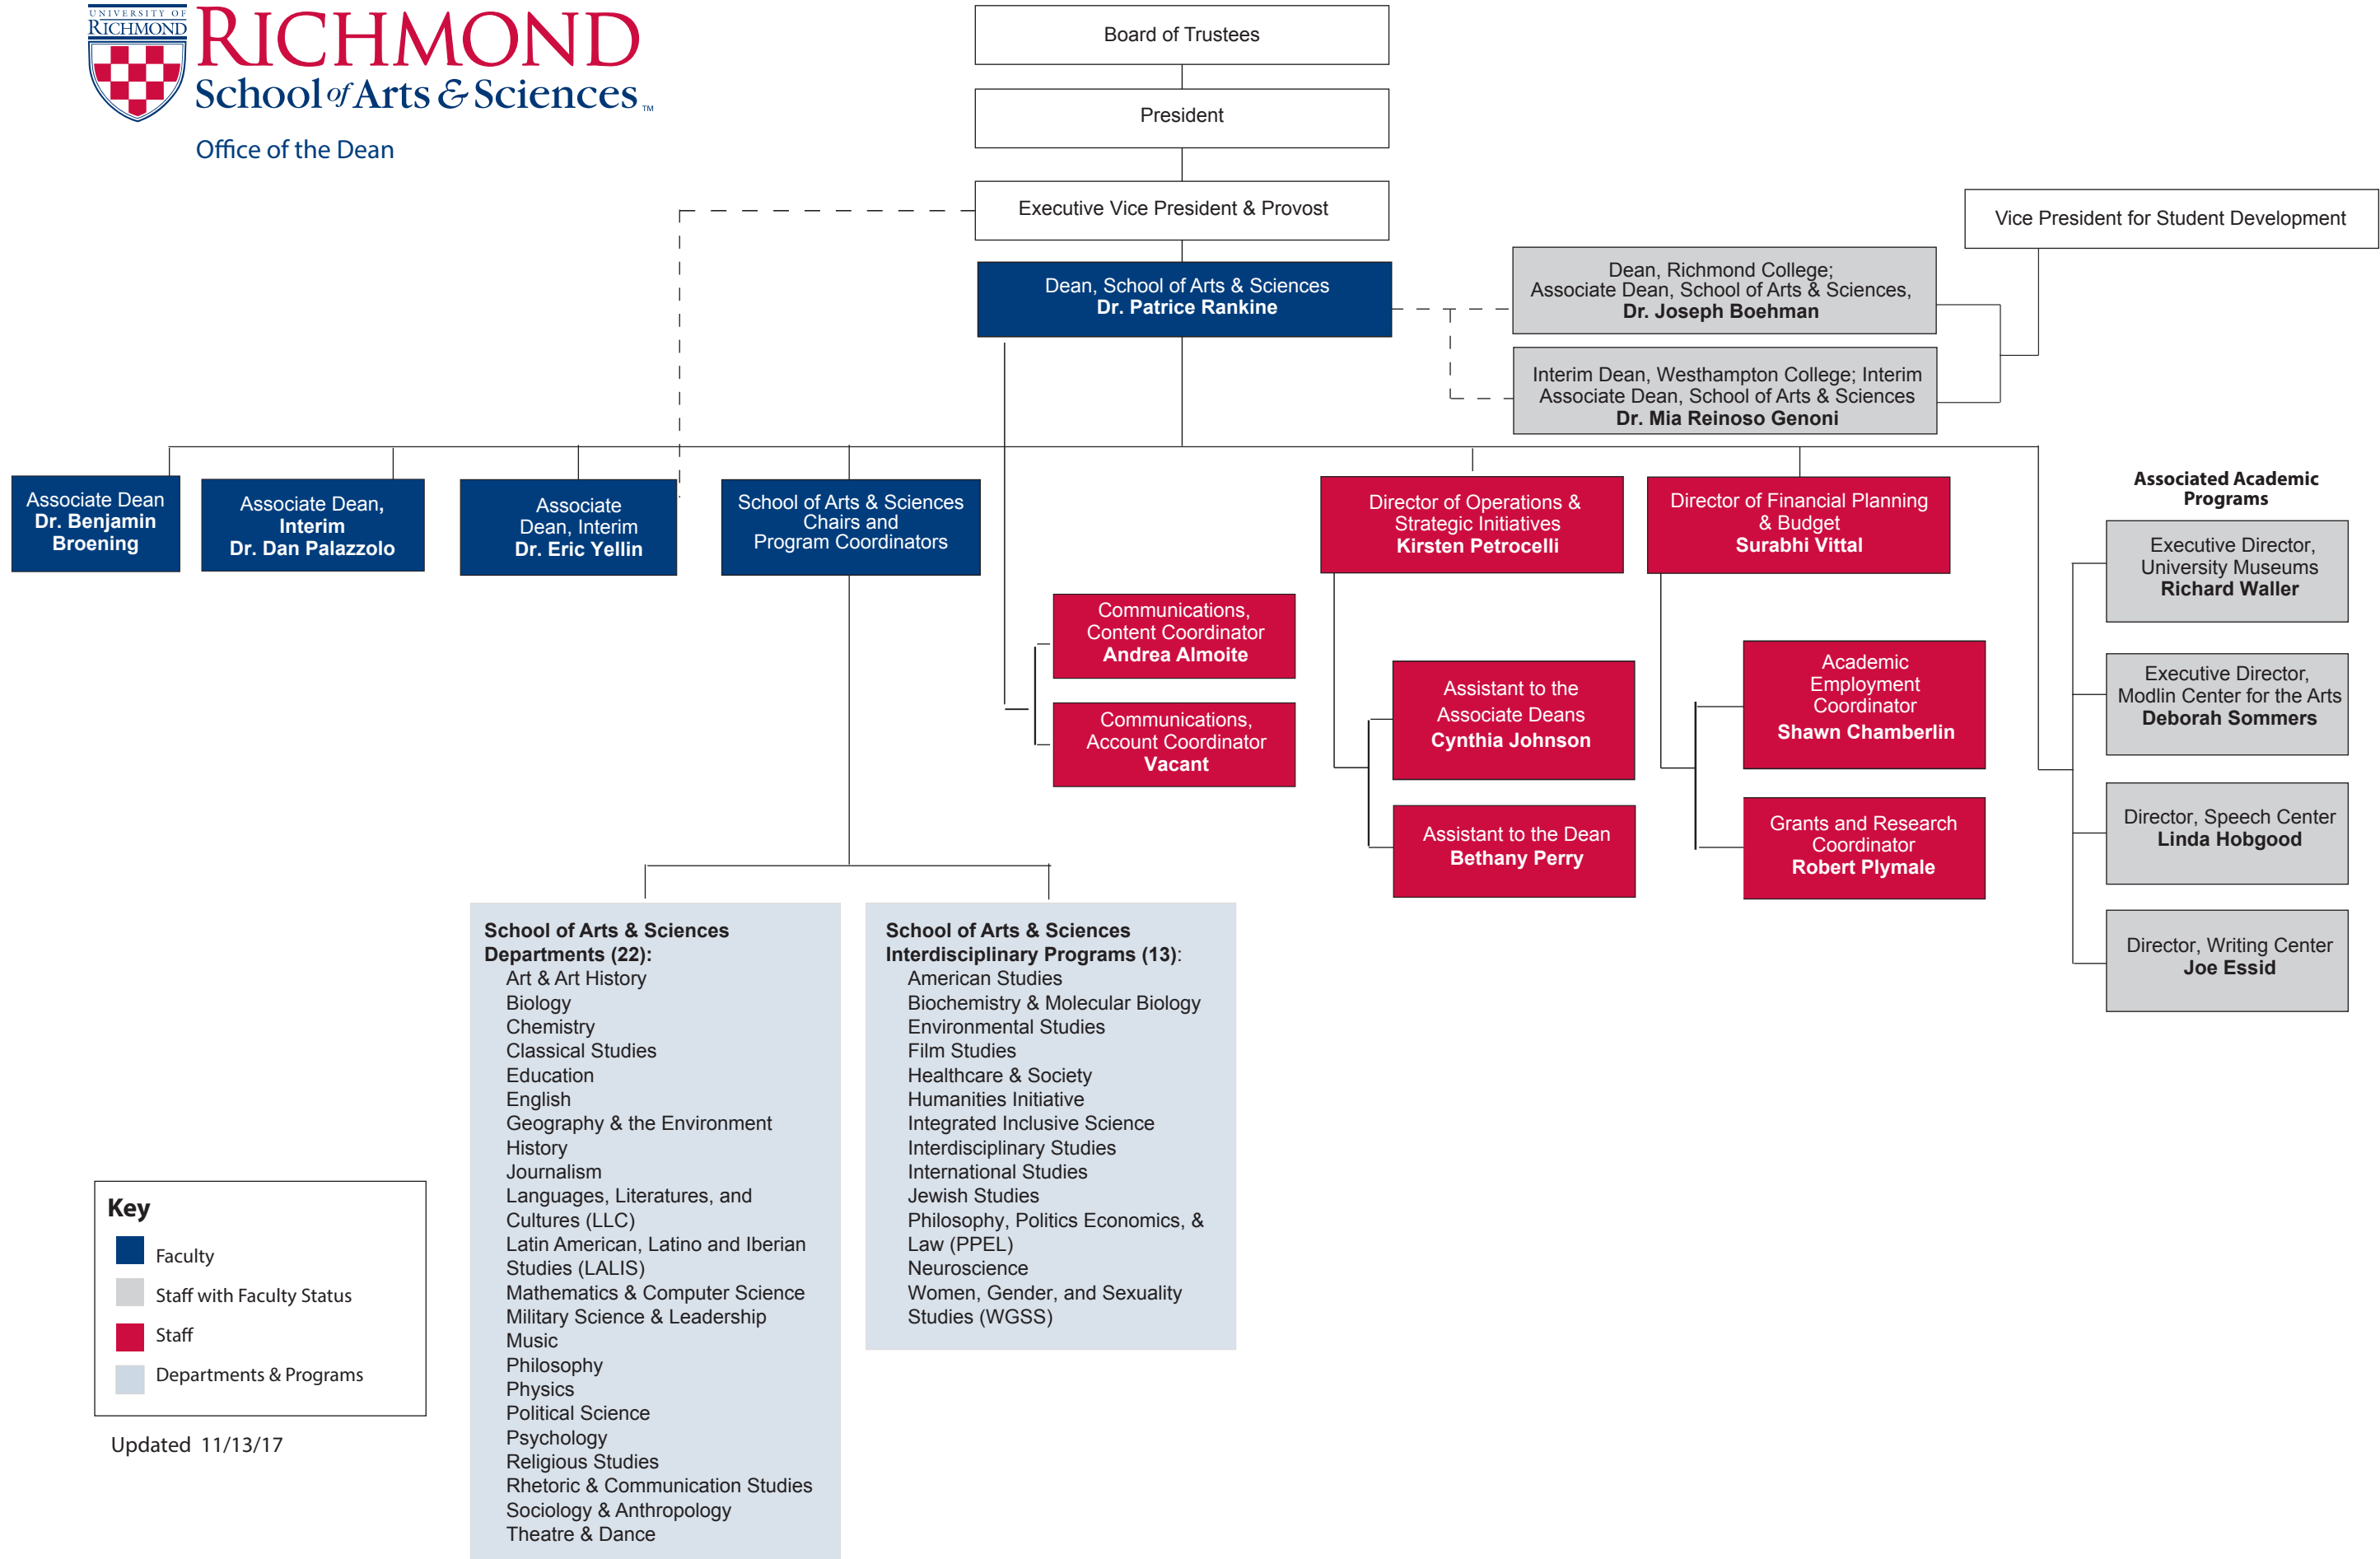 UNIVERSITY OF
RICHMOND
RICHMOND
School of Arts & Sciences™
Office of the Dean
Board of Trustees
President
Executive Vice President & Provost
Vice President for Student Development
Dean, School of Arts & Sciences
Dr. Patrice Rankine
Dean, Richmond College;
Associate Dean, School of Arts & Sciences,
Dr. Joseph Boehman
Interim Dean, Westhampton College; Interim
Associate Dean, School of Arts & Sciences
Dr. Mia Reinoso Genoni
Associate Dean
Dr. Benjamin
Broening
Associate Dean,
Interim
Dr. Dan Palazzolo
Associate
Dean, Interim
Dr. Eric Yellin
School of Arts & Sciences
Chairs and
Program Coordinators
Director of Operations &
Strategic Initiatives
Kirsten Petrocelli
Director of Financial Planning
& Budget
Surabhi Vittal
Associated Academic
Programs
Executive Director,
University Museums
Richard Waller
Communications,
Content Coordinator
Andrea Almoite
Communications,
Account Coordinator
Vacant
Assistant to the
Associate Deans
Cynthia Johnson
Assistant to the Dean
Bethany Perry
Academic
Employment
Coordinator
Shawn Chamberlin
Grants and Research
Coordinator
Robert Plymale
Executive Director,
Modlin Center for the Arts
Deborah Sommers
Director, Speech Center
Linda Hobgood
Director, Writing Center
Joe Essid
School of Arts & Sciences
Departments (22):
Art & Art History
Biology
Chemistry
Classical Studies
Education
English
Geography & the Environment
History
Journalism
Languages, Literatures, and
Cultures (LLC)
Latin American, Latino and Iberian
Studies (LALIS)
Mathematics & Computer Science
Military Science & Leadership
Music
Philosophy
Physics
Political Science
Psychology
Religious Studies
Rhetoric & Communication Studies
Sociology & Anthropology
Theatre & Dance
School of Arts & Sciences
Interdisciplinary Programs (13):
American Studies
Biochemistry & Molecular Biology
Environmental Studies
Film Studies
Healthcare & Society
Humanities Initiative
Integrated Inclusive Science
Interdisciplinary Studies
International Studies
Jewish Studies
Philosophy, Politics Economics, &
Law (PPEL)
Neuroscience
Women, Gender, and Sexuality
Studies (WGSS)
Key
Faculty
Staff with Faculty Status
Staff
Departments & Programs
Updated 11/13/17